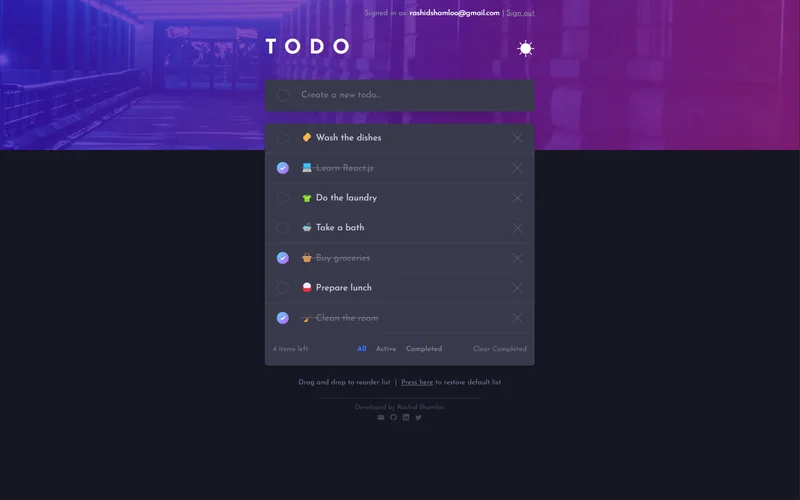 Signed in as rashidshamloo@gmail.com | Sign out
TODO
Create a new todo...
Wash the dishes
Learn React.js
Do the laundry
Take a bath
Buy groceries
Prepare lunch
Clean the room
4 items left All Active Completed Clear Completed
Drag and drop to reorder list | Press here to restore default list
Developed by Rashid Shamloo